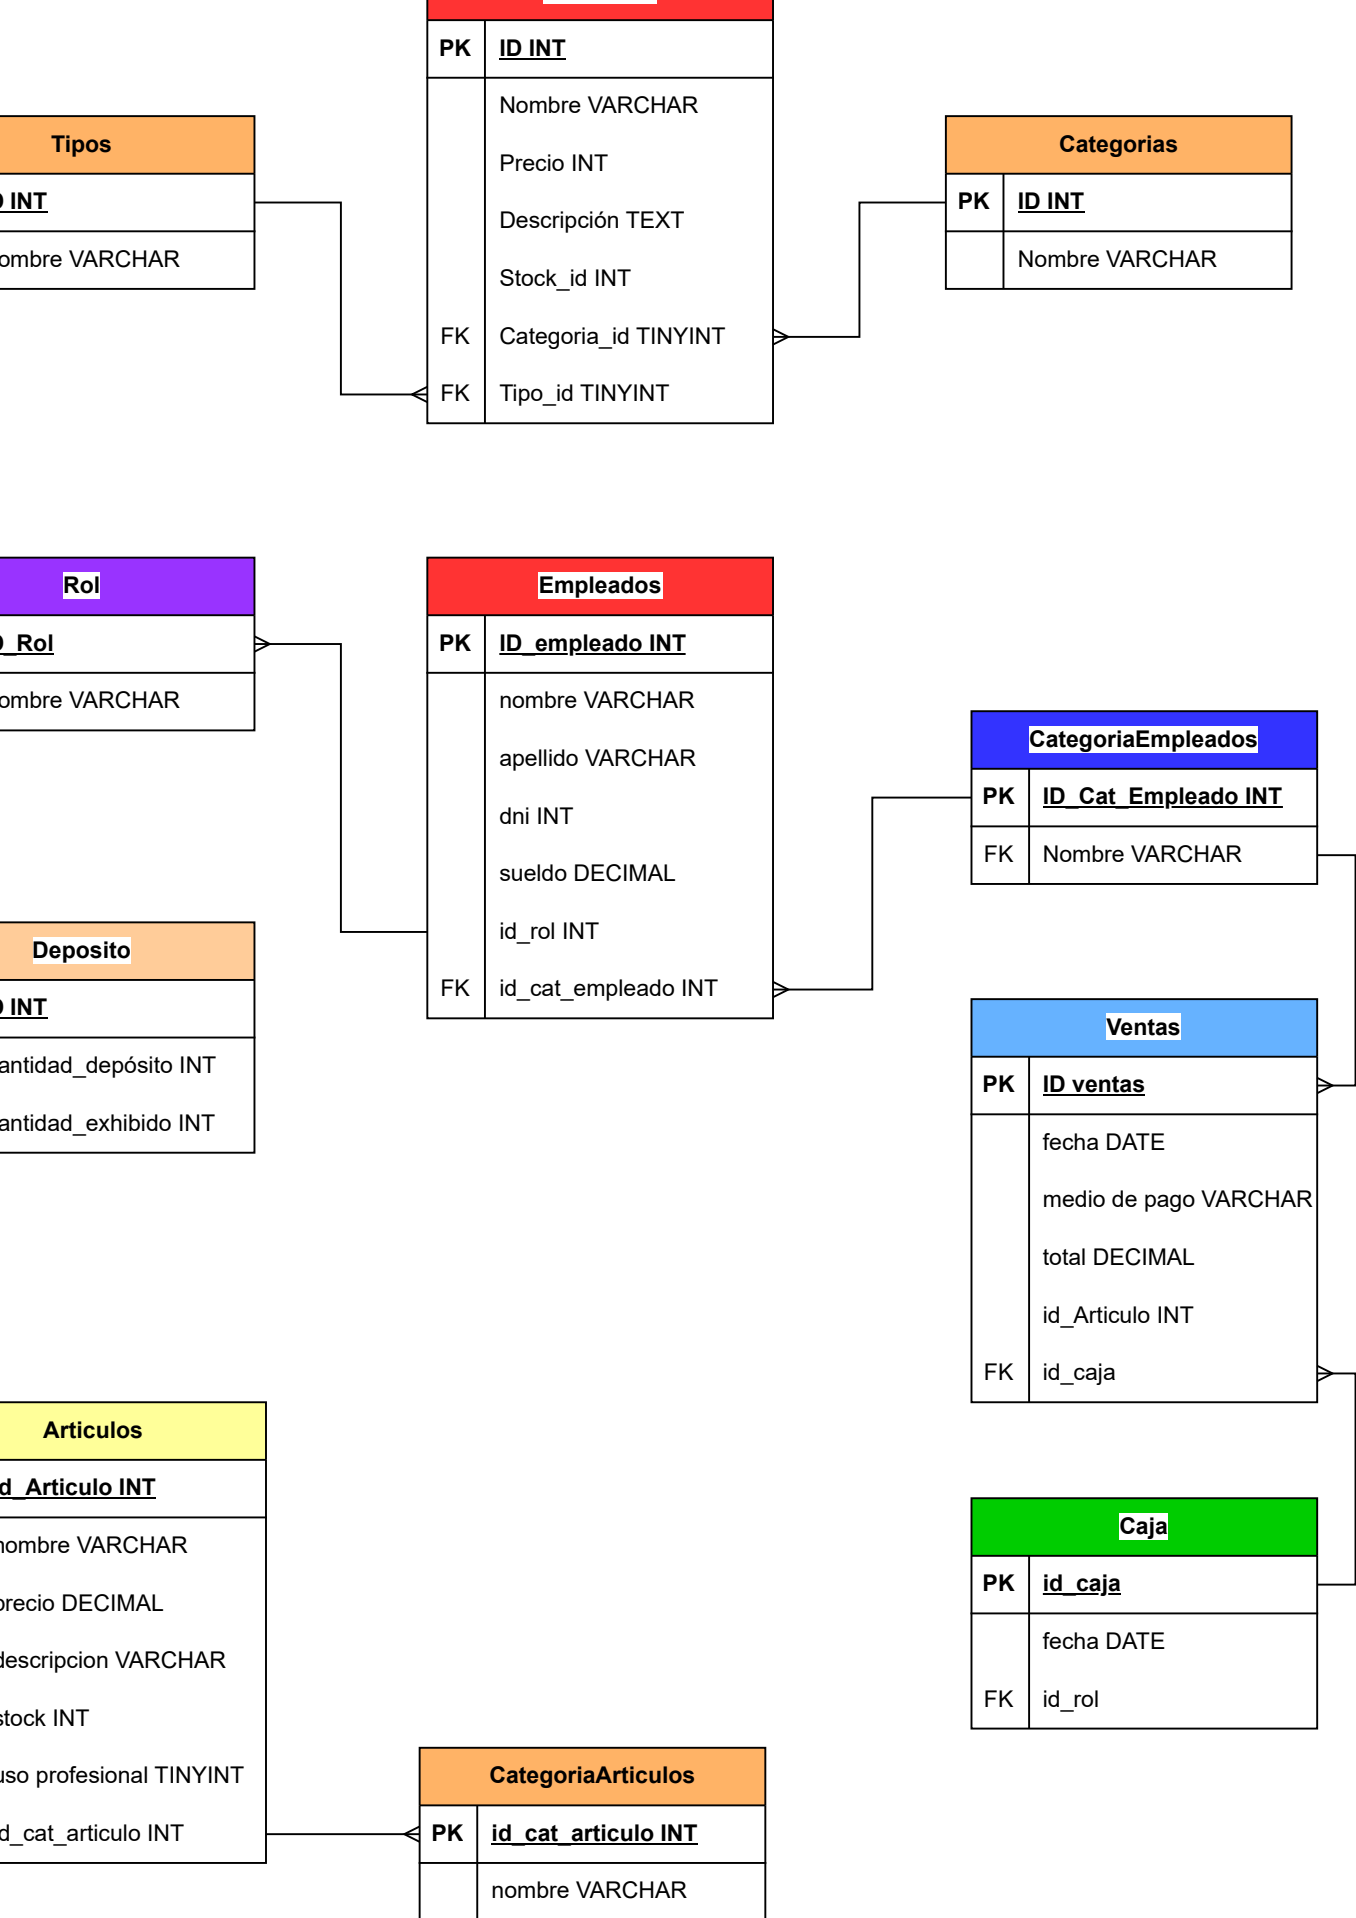 PK ID INT
Nombre VARCHAR
Precio INT
Descripción TEXT
Stock_id INT
FK Categoria_id TINYINT
FK Tipo_id TINYINT
Tipos
INT
VARCHAR
Categorias
PK ID INT
Nombre VARCHAR
Rol
_Rol
VARCHAR
Empleados
PK ID_empleado INT
nombre VARCHAR
apellido VARCHAR
dni INT
sueldo DECIMAL
id_rol INT
FK id_cat_empleado INT
CategoriaEmpleados
PK ID_Cat_Empleado INT
FK Nombre VARCHAR
Deposito
INT
antidad_depósito INT
antidad_exhibido INT
Ventas
PK ID ventas
fecha DATE
medio de pago VARCHAR
total DECIMAL
id_Articulo INT
FK id_caja
Articulos
d_Articulo INT
nombre VARCHAR
precio DECIMAL
descripcion VARCHAR
stock INT
uso profesional TINYINT
d_cat_articulo INT
Caja
PK id_caja
fecha DATE
FK id_rol
CategoriaArticulos
PK id_cat_articulo INT
nombre VARCHAR